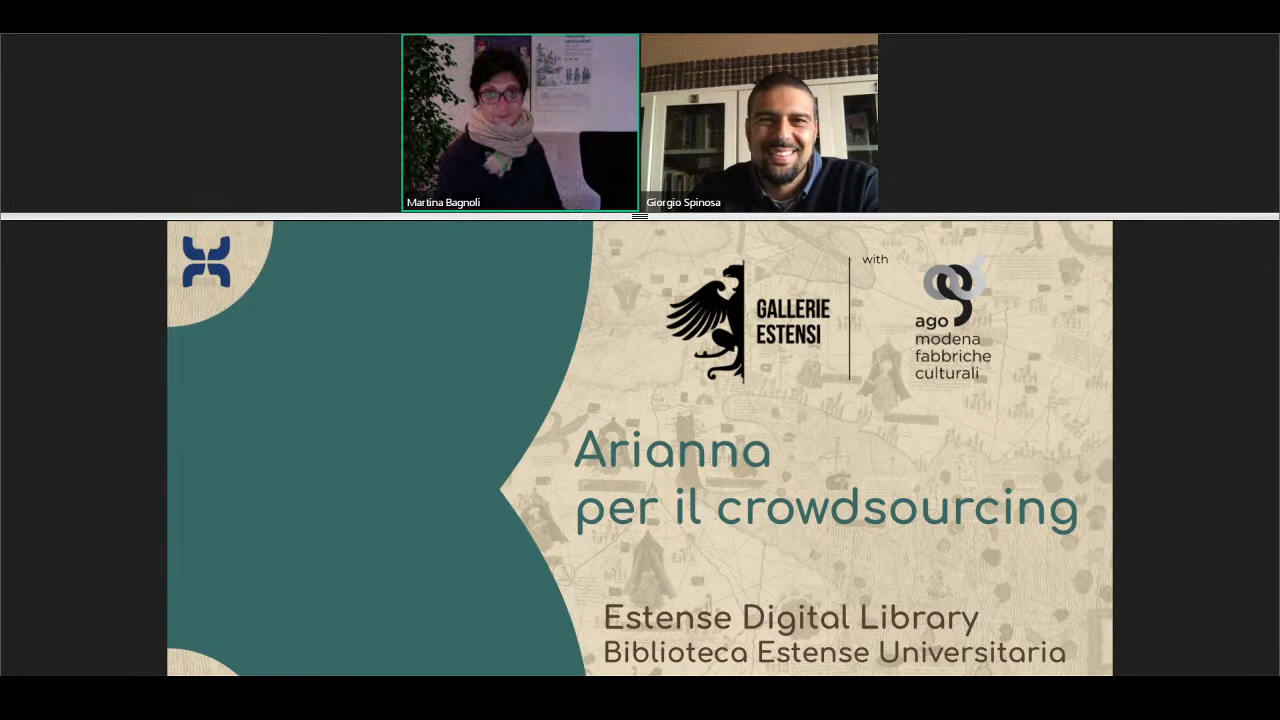 Martina Bagnoli
Giorgio Spinosa
GALLERIE
ESTENSI
with
ago
modena
fabbriche
culturali
Arianna
per il crowdsourcing
Estense Digital Library
Biblioteca Estense Universitaria